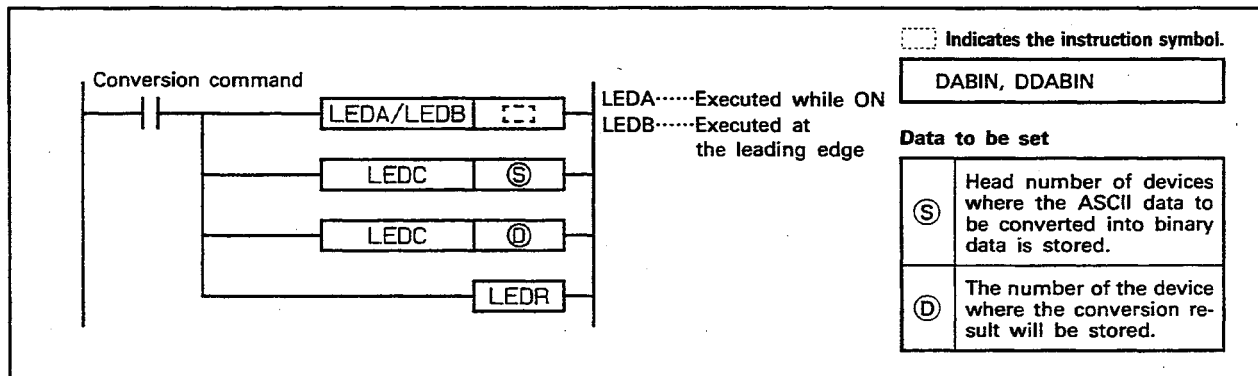 Conversion command
LEDA/LEDB
LEDC Ⓢ
LEDC Ⓓ
LEDR
LEDA······Executed while ON
LEDB······Executed at
the leading edge
Indicates the instruction symbol.
DABIN, DDABIN
Data to be set
Ⓢ
Head number of devices
where the ASCII data to
be converted into binary
data is stored.
Ⓓ
The number of the device
where the conversion re-
sult will be stored.